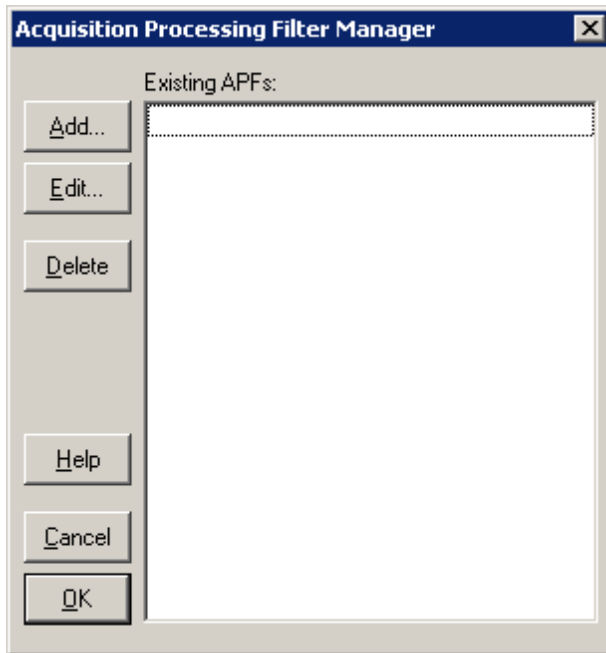 Acquisition Processing Filter Manager
Existing APFs:
Add...
Edit...
Delete
Help
Cancel
OK